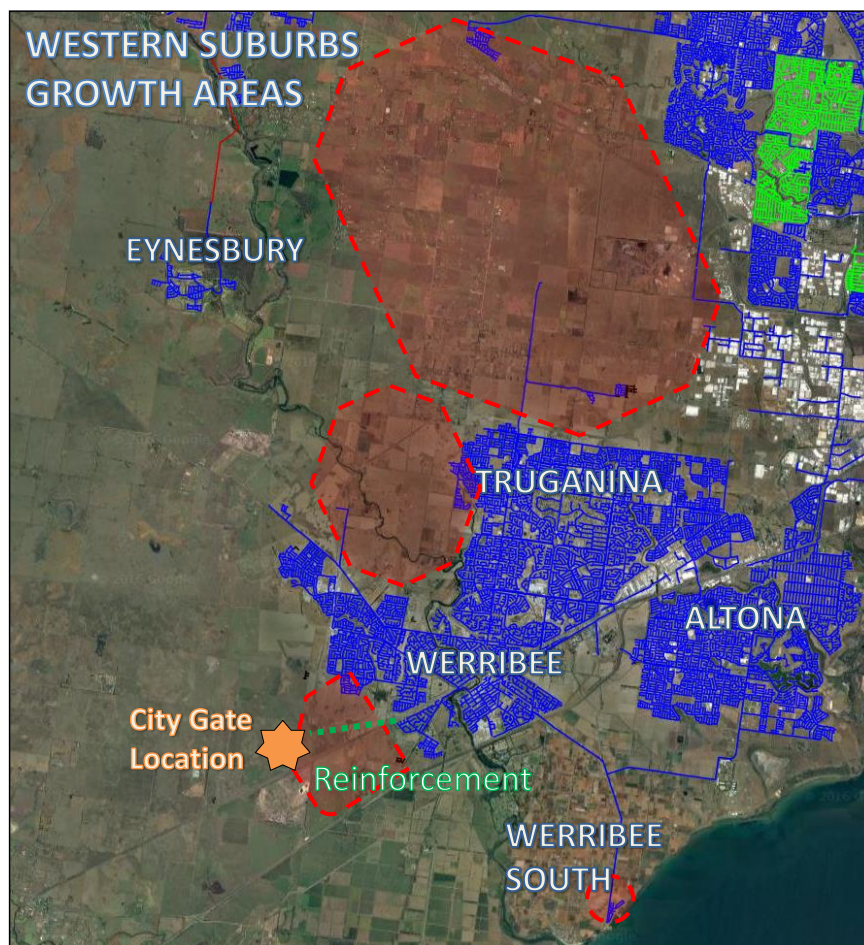 WESTERN SUBURBS
GROWTH AREAS
EYNESBURY
TRUGANINA
ALTONA
WERRIBEE
City Gate
Location
Reinforcement
WERRIBEE
SOUTH